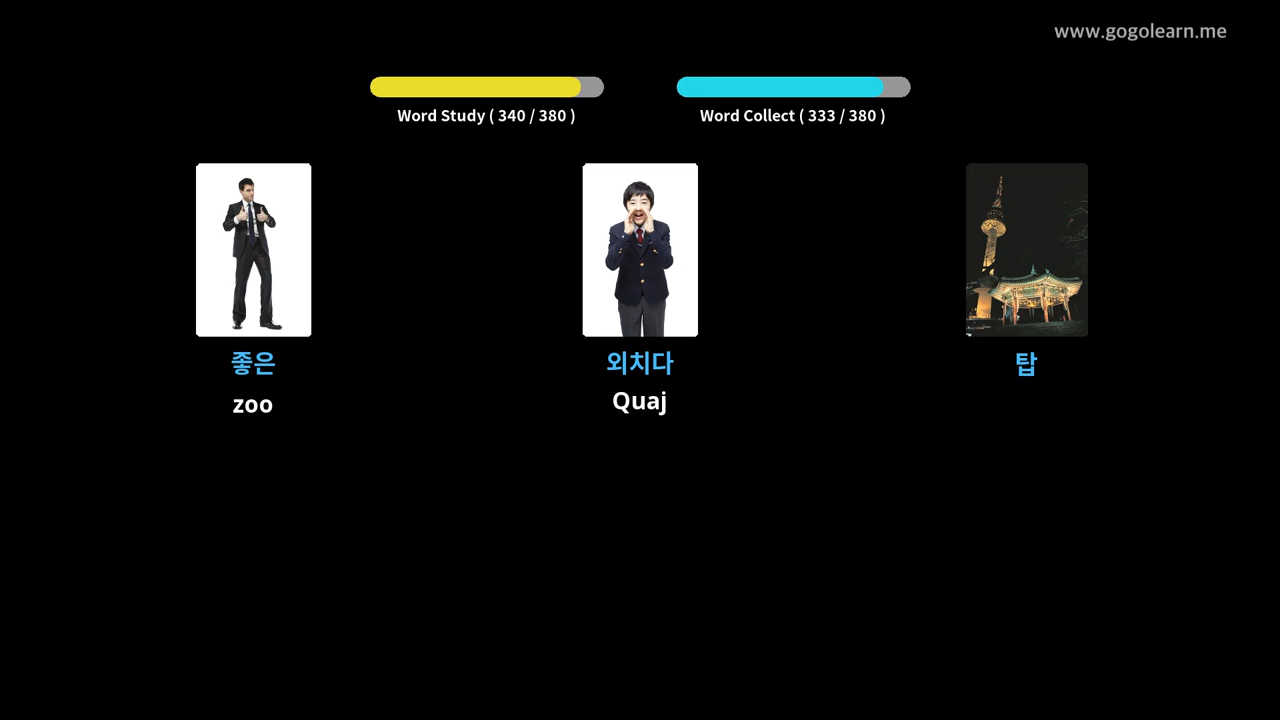 www.gogolearn.me
Word Study ( 340 / 380 )
Word Collect ( 333 / 380 )
좋은
외치다
탑
zoo
Quaj